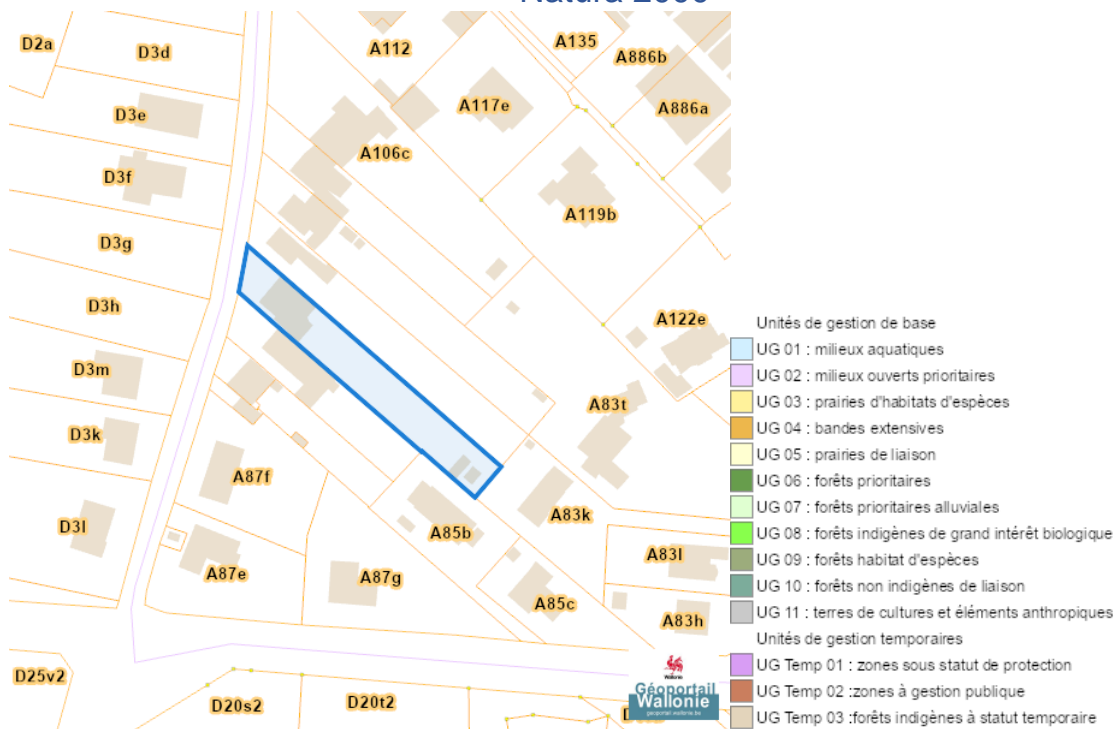 Natura 2000
D2a
D3d
A112
A135
A886b
D3e
A117e
A886a
A106c
D3f
A119b
D3g
D3h
A122e
D3m
A83t
D3k
A87f
D3l
A85b
A83k
A83l
A87e
A87g
A85c
A83h
D25v2
D20s2
D20t2
Unités de gestion de base
UG 01 : milieux aquatiques
UG 02 : milieux ouverts prioritaires
UG 03 : prairies d'habitats d'espèces
UG 04 : bandes extensives
UG 05 : prairies de liaison
UG 06 : forêts prioritaires
UG 07 : forêts prioritaires alluviales
UG 08 : forêts indigènes de grand intérêt biologique
UG 09 : forêts habitat d'espèces
UG 10 : forêts non indigènes de liaison
UG 11 : terres de cultures et éléments anthropiques
Unités de gestion temporaires
UG Temp 01 : zones sous statut de protection
UG Temp 02 :zones à gestion publique
UG Temp 03 :forêts indigènes à statut temporaire
Wallonie
Géoportail
Wallonie
geoportail.wallonie.be